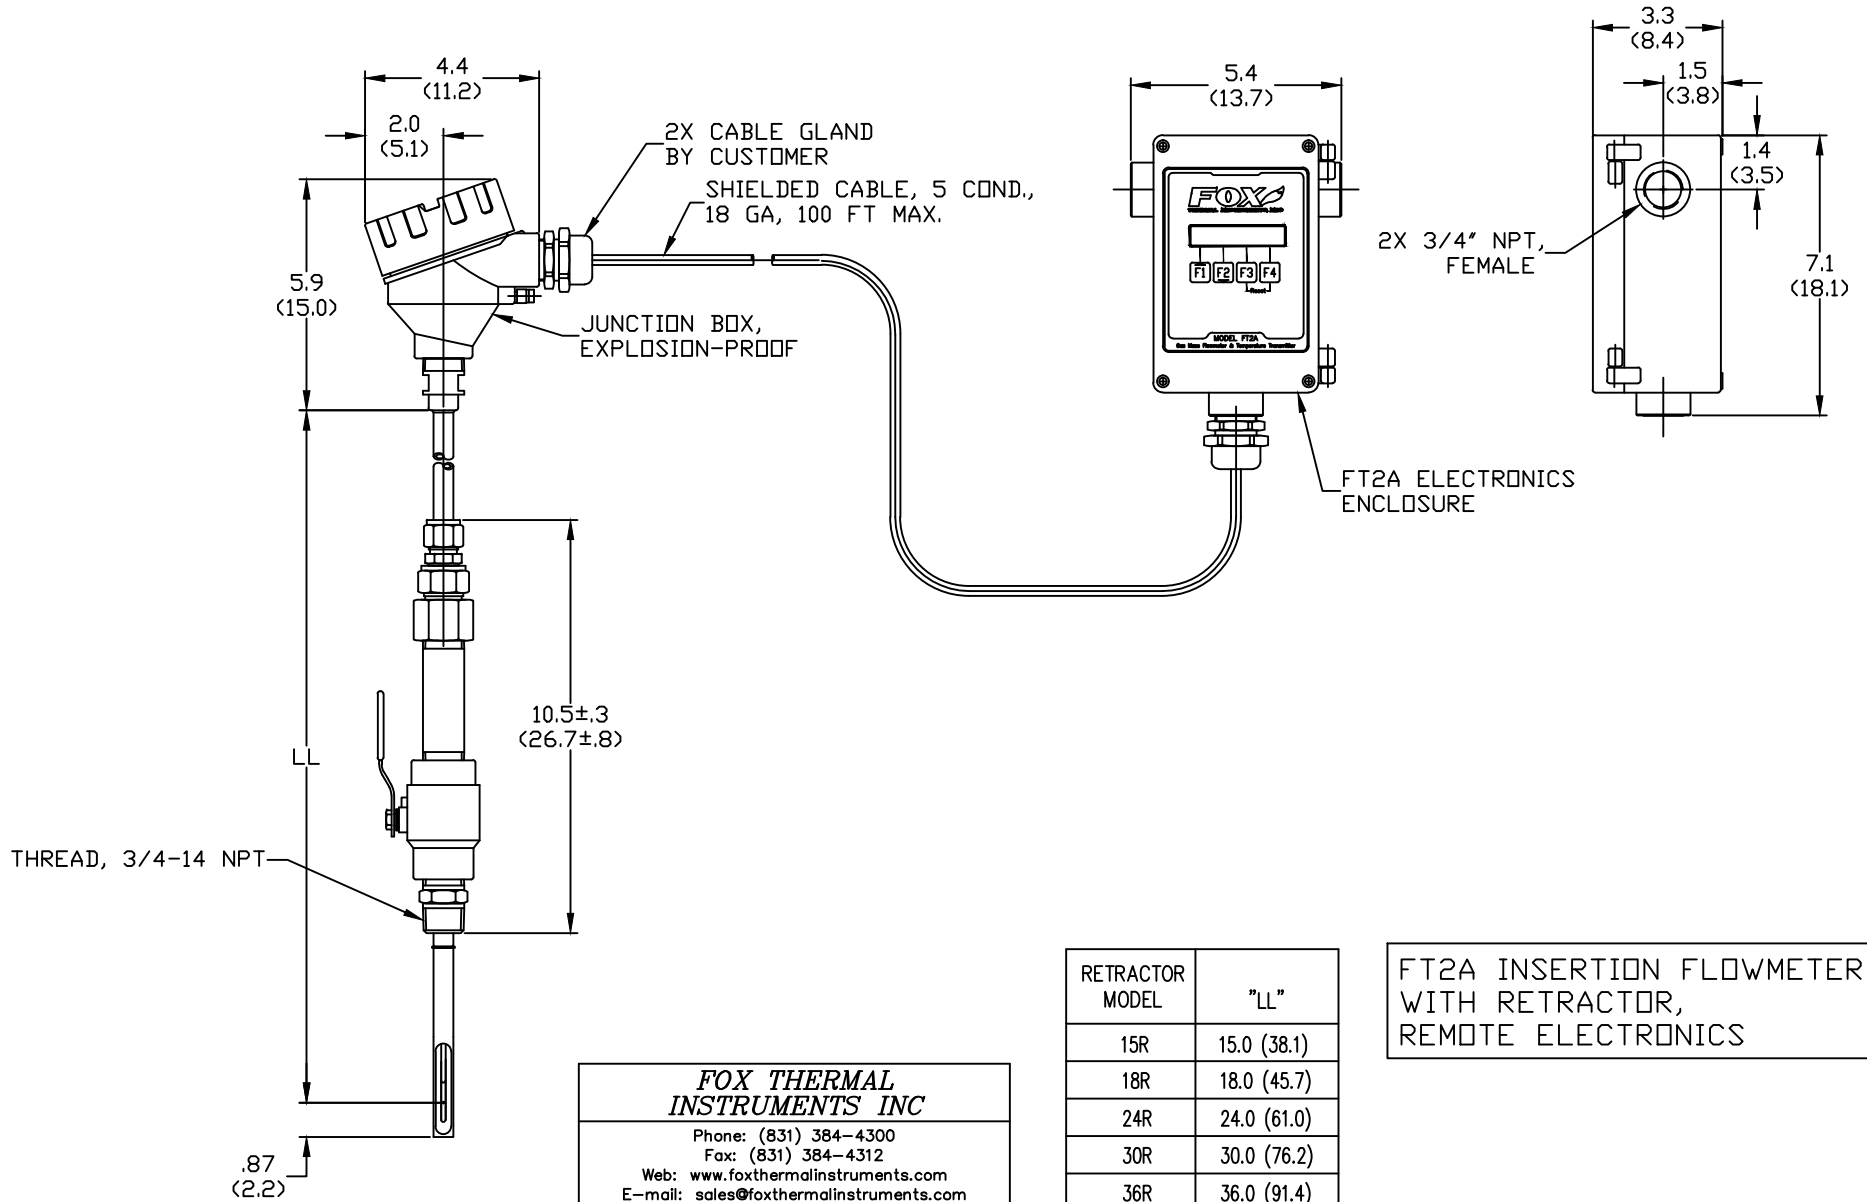 4.4
(11.2)
2.0
(5.1)
5.9
(15.0)
2X CABLE GLAND
BY CUSTOMER
SHIELDED CABLE, 5 COND.,
18 GA, 100 FT MAX.
JUNCTION BOX,
EXPLOSION-PROOF
LL
10.5±.3
(26.7±.8)
THREAD, 3/4-14 NPT
.87
(2.2)
5.4
(13.7)
FOX
F1 F2 F3 F4
Reset
MODEL FT2A
Gas Mass Flowmeter & Temperature Transmitter
FT2A ELECTRONICS
ENCLOSURE
3.3
(8.4)
1.5
(3.8)
1.4
(3.5)
2X 3/4" NPT,
FEMALE
7.1
(18.1)
FOX THERMAL
INSTRUMENTS INC
Phone: (831) 384-4300
Fax: (831) 384-4312
Web: www.foxthermalinstruments.com
E-mail: sales@foxthermalinstruments.com
RETRACTOR
MODEL "LL"
15R 15.0 (38.1)
18R 18.0 (45.7)
24R 24.0 (61.0)
30R 30.0 (76.2)
36R 36.0 (91.4)
FT2A INSERTION FLOWMETER
WITH RETRACTOR,
REMOTE ELECTRONICS